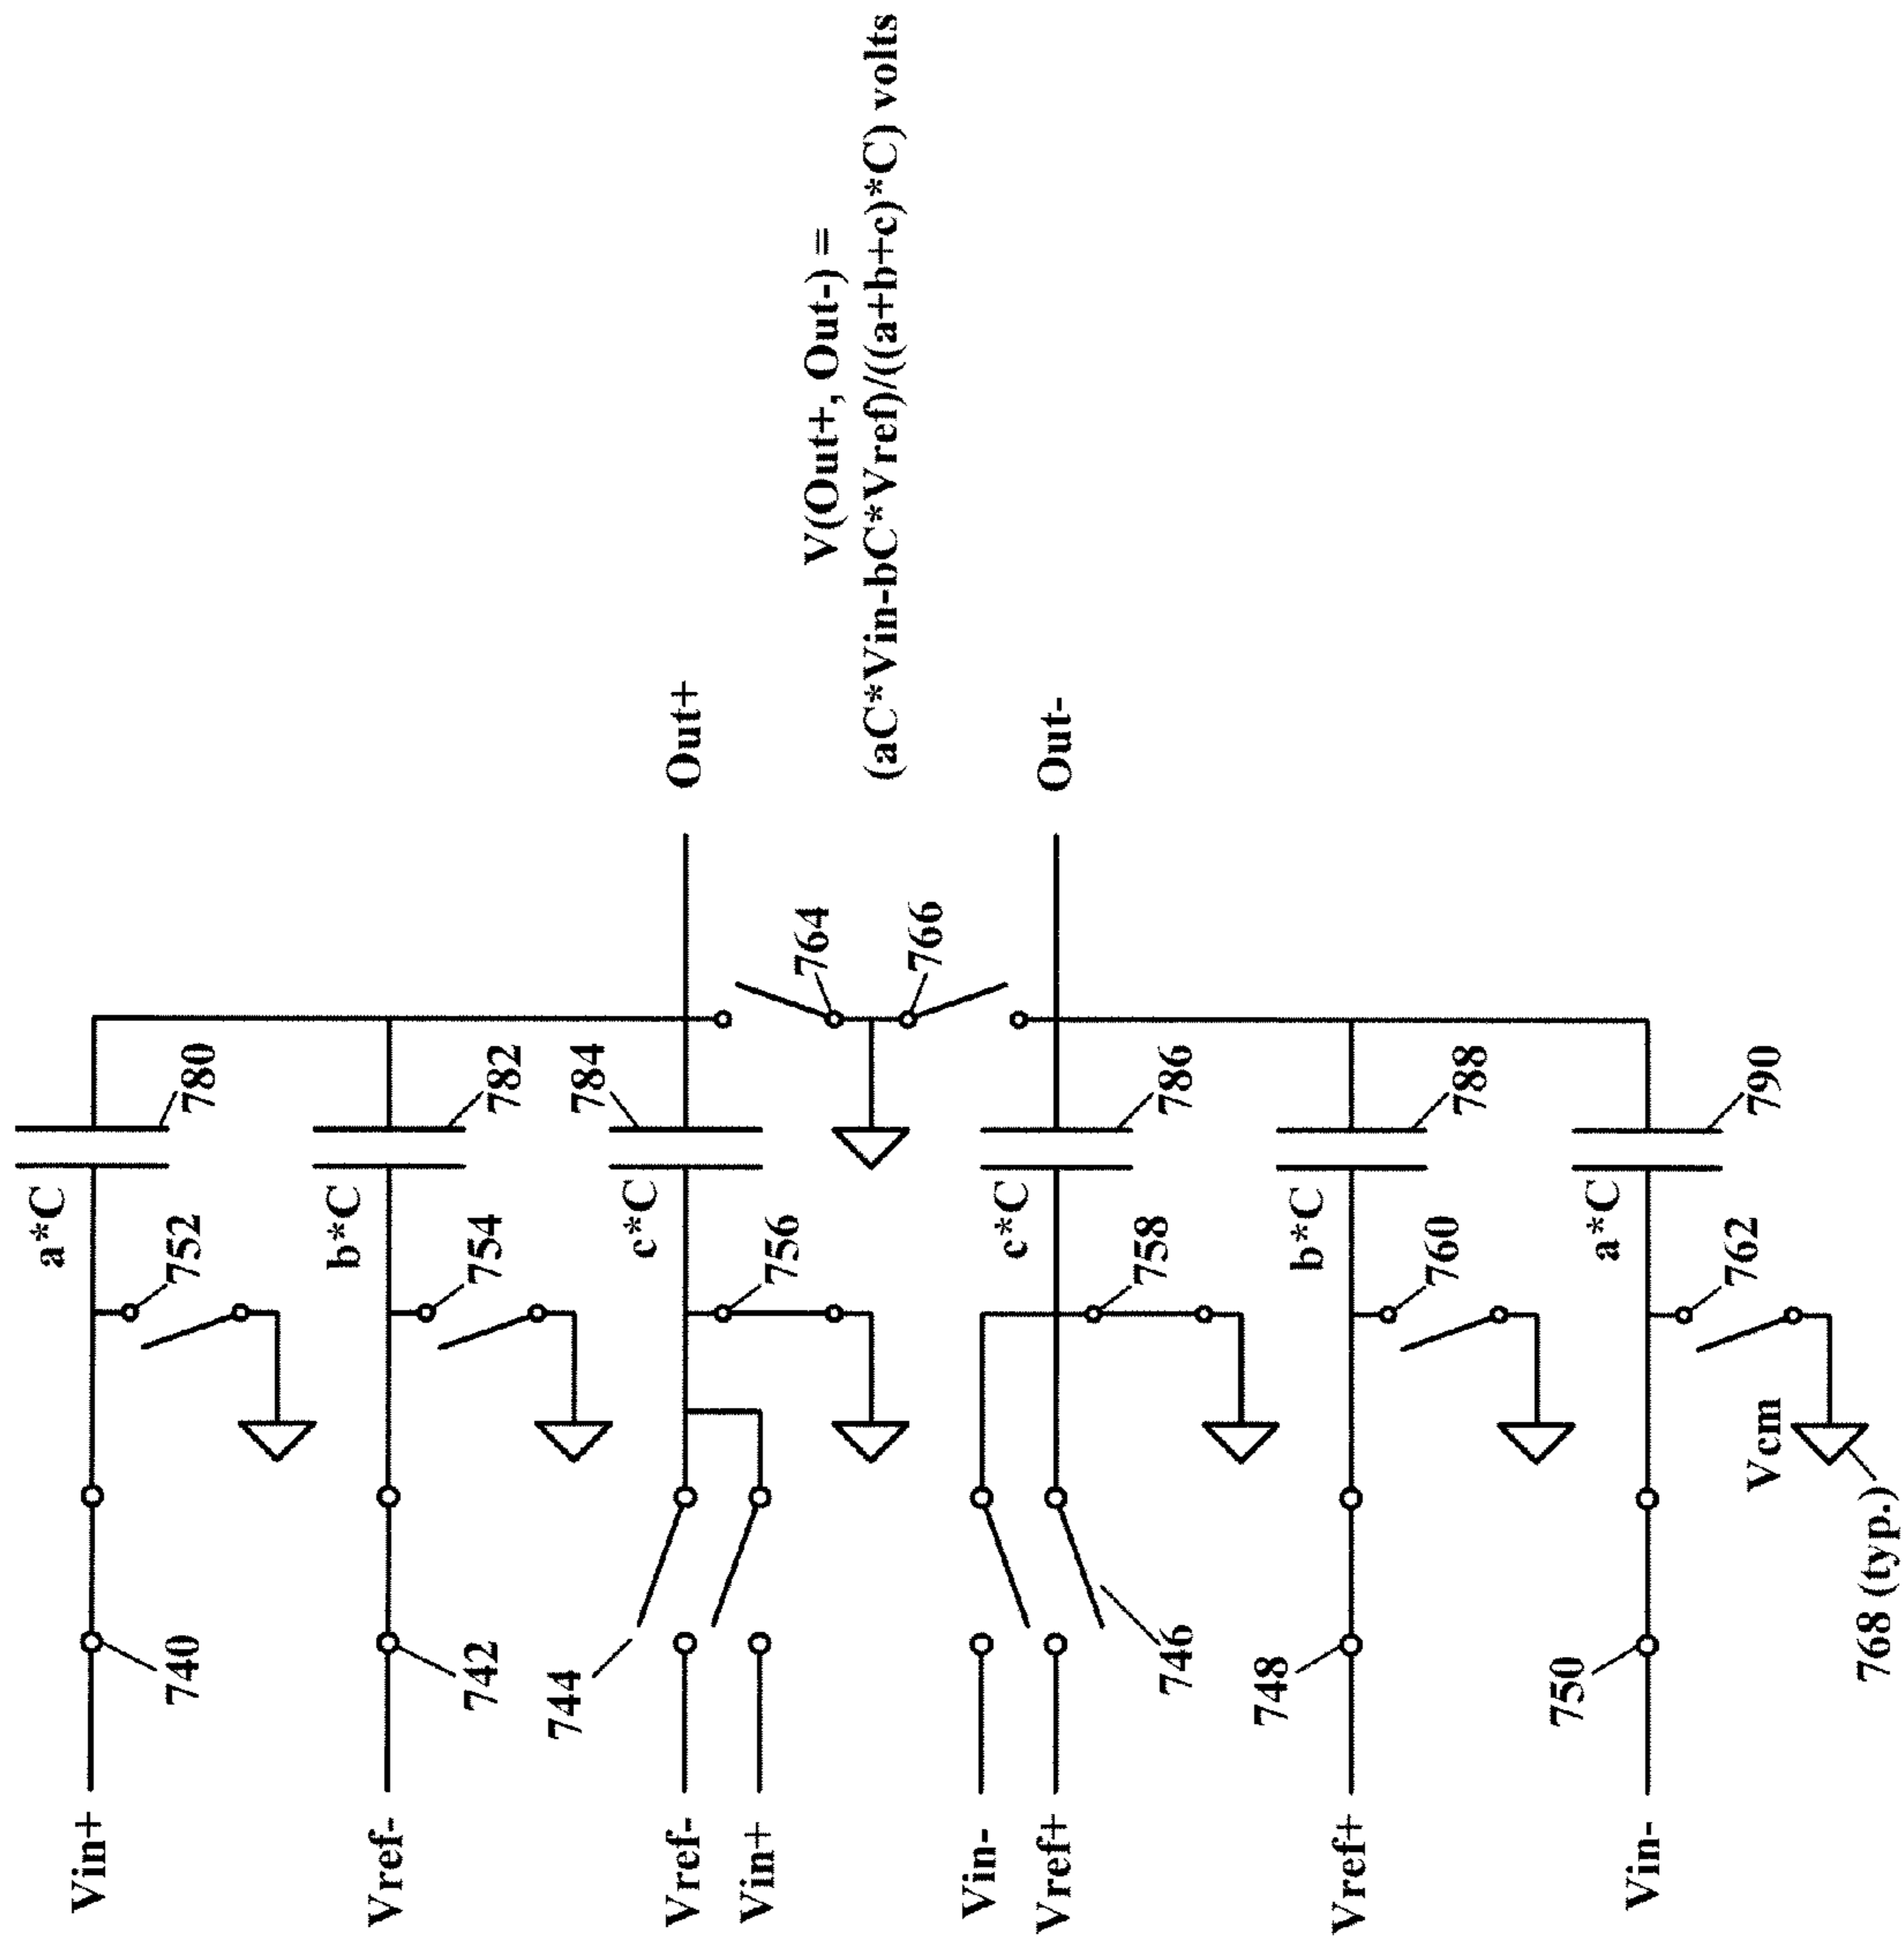 Vin+
740
752
a*C
780
Vref-
742
754
b*C
782
Vref-
Vin+
744
756
c*C
784
Out+
764
766
V(Out+, Out-) =
(aC*Vin-bC*Vref)/((a+b+c)*C) volts
Vin-
Vref+
746
758
c*C
786
Out-
Vref+
748
760
b*C
788
Vin-
750
762
a*C
790
Vcm
768 (typ.)